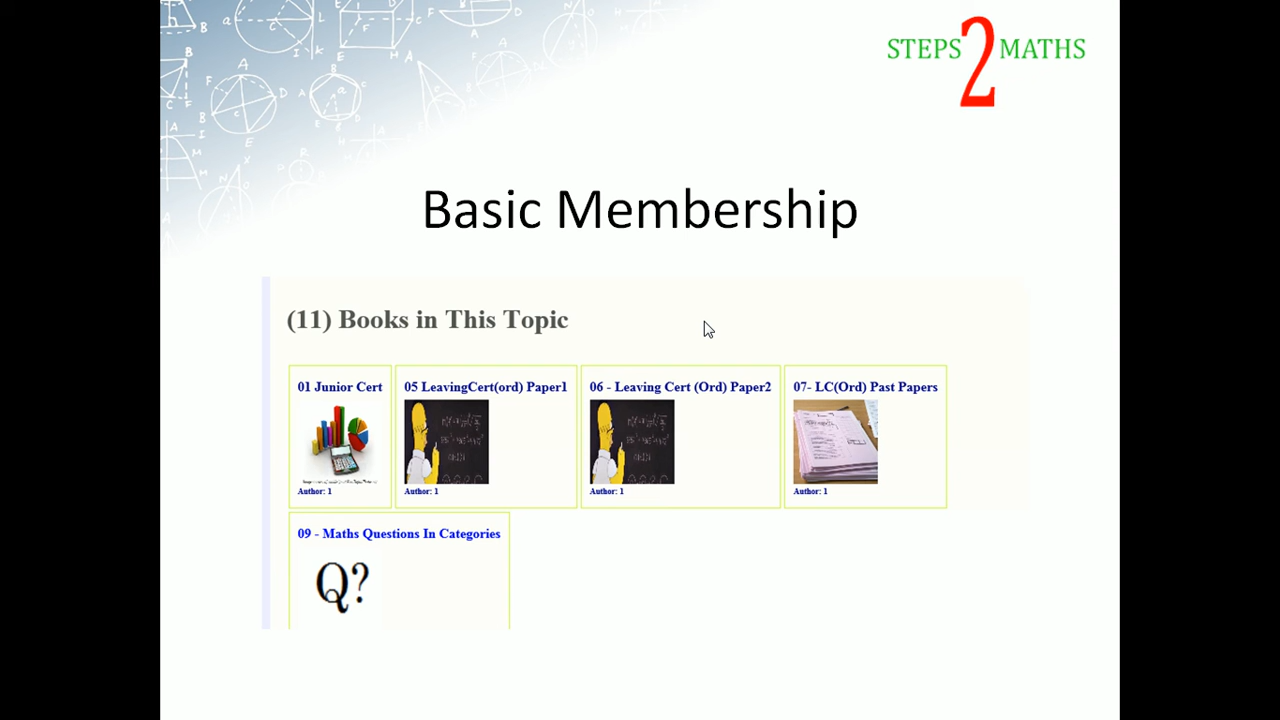 STEPS 2 MATHS
Basic Membership
(11) Books in This Topic
01 Junior Cert
05 LeavingCert(ord) Paper1
06 - Leaving Cert (Ord) Paper2
07- LC(Ord) Past Papers
Author: 1
Author: 1
Author: 1
Author: 1
09 - Maths Questions In Categories
Q?